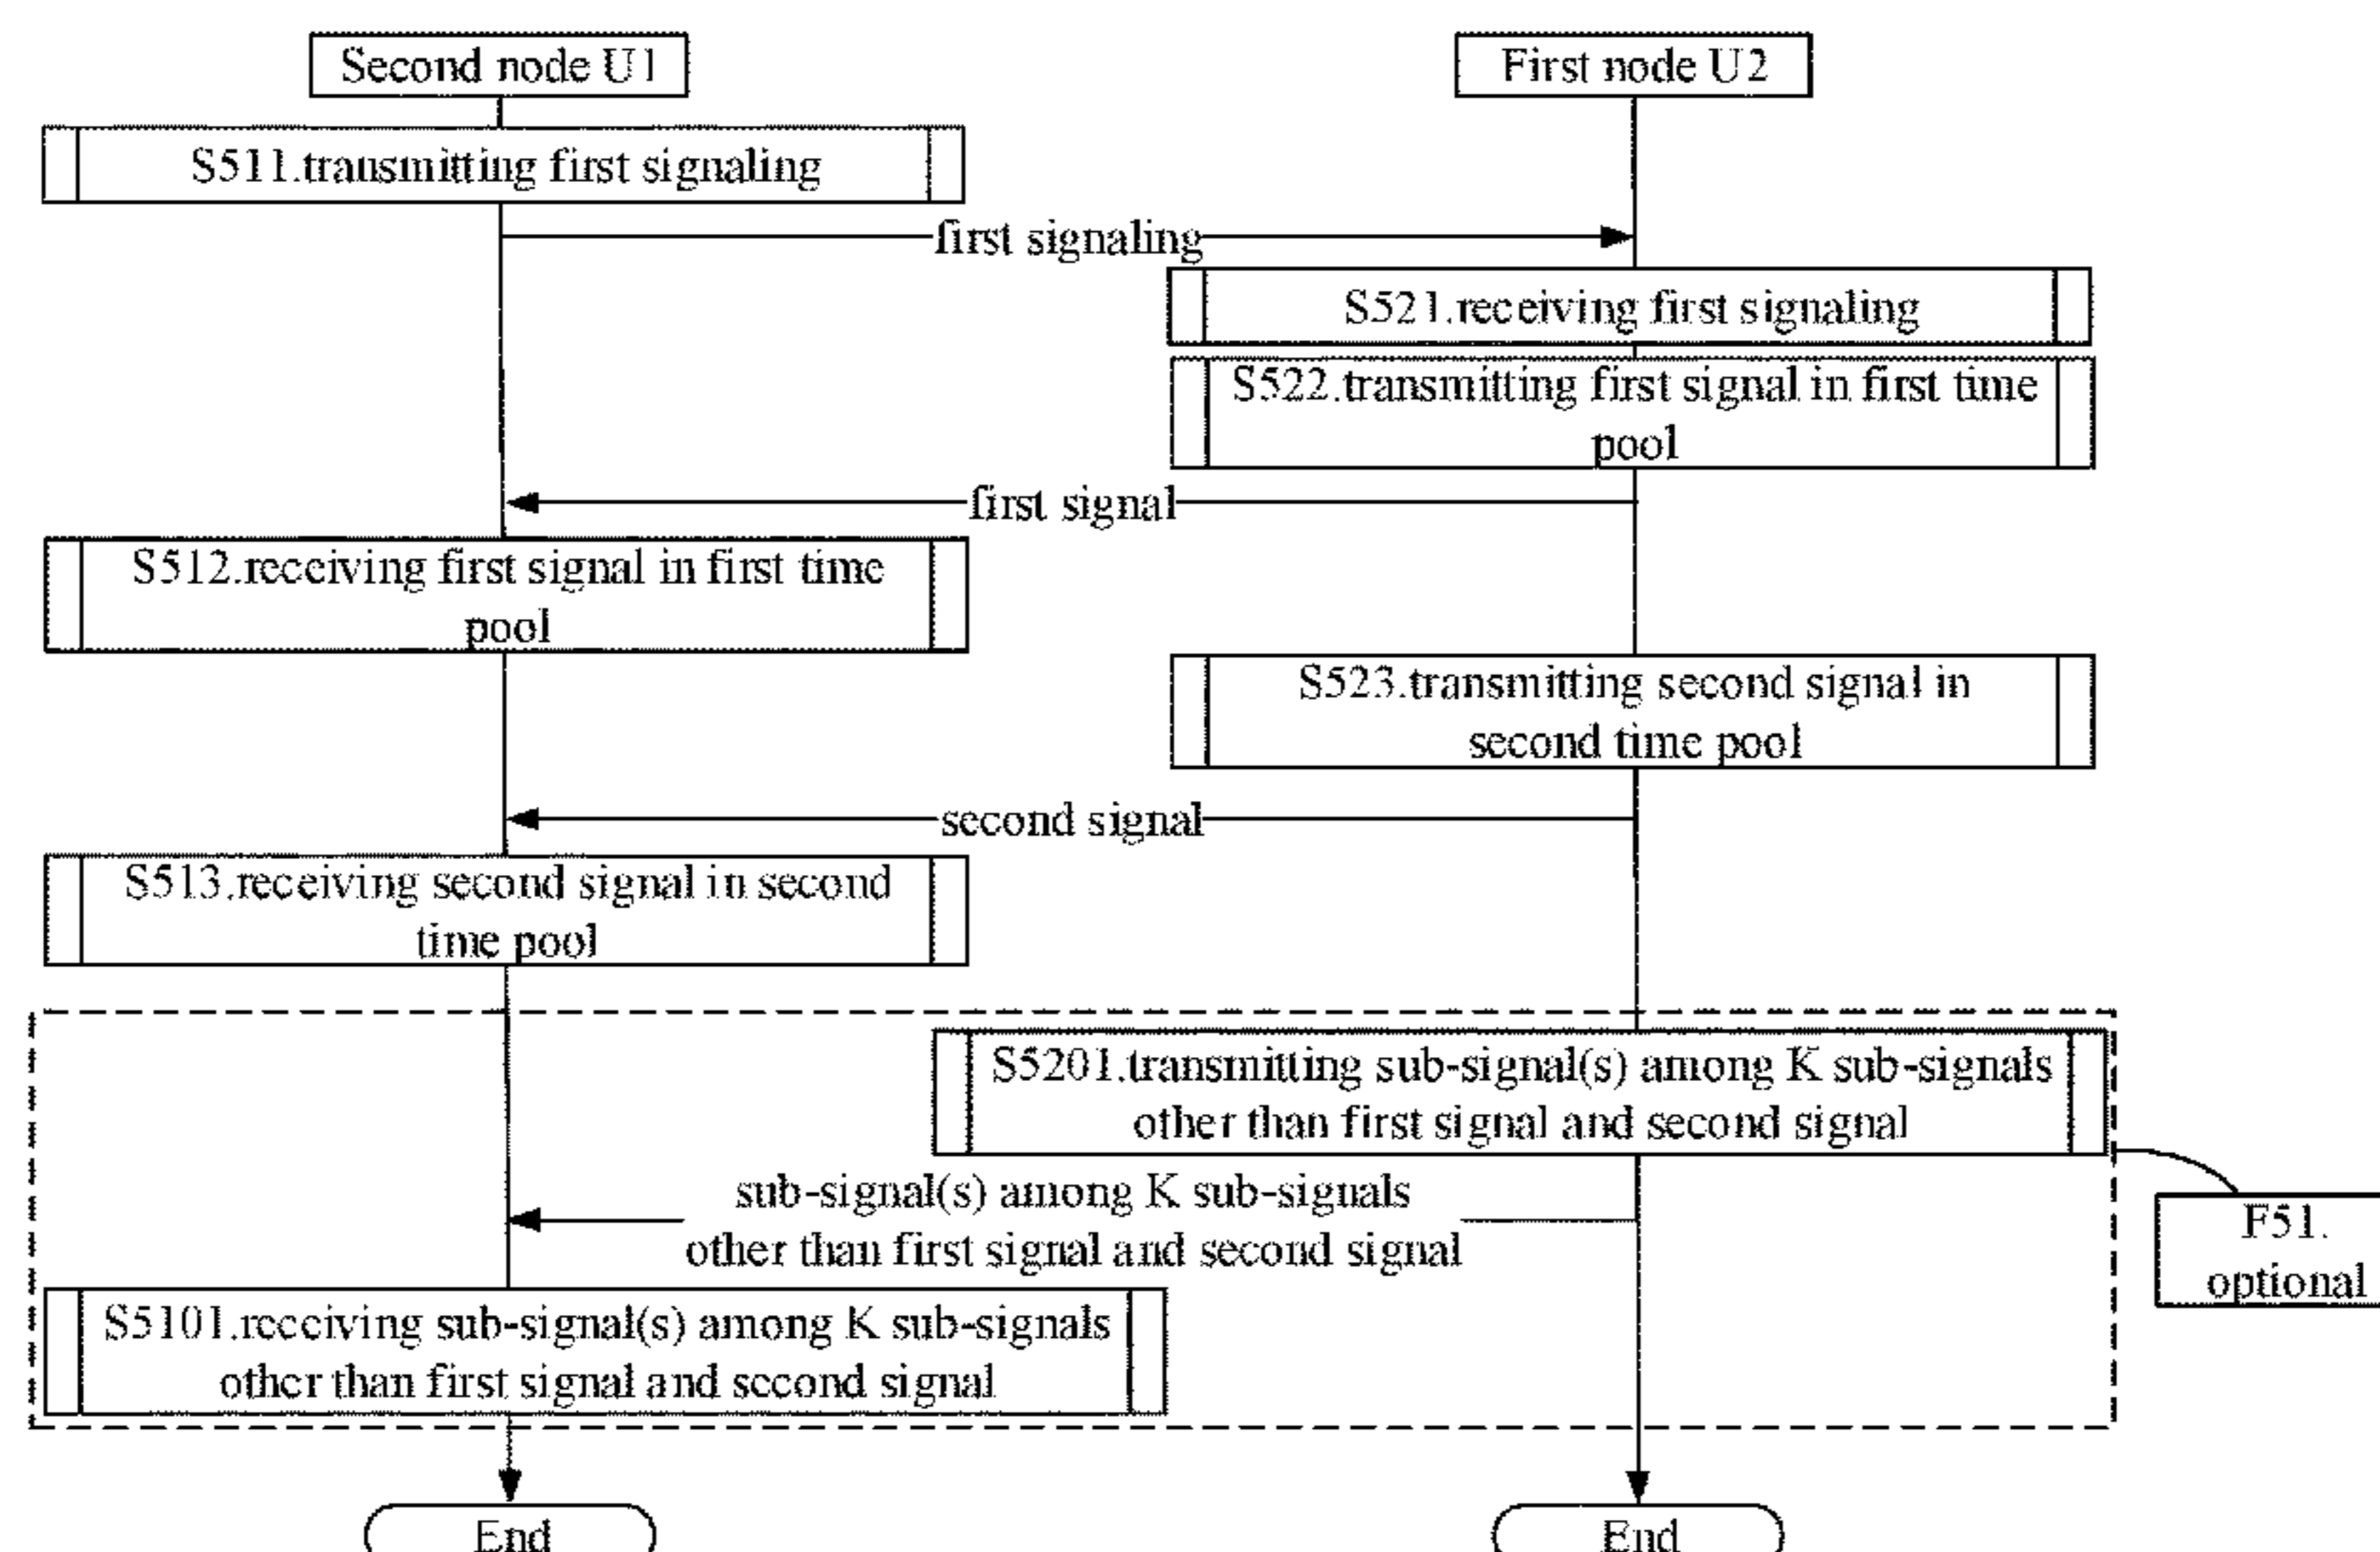 Second node U1
First node U2
S511.transmitting first signaling
first signaling
S521.receiving first signaling
S522.transmitting first signal in first time
pool
first signal
S512.receiving first signal in first time
pool
S523.transmitting second signal in
second time pool
second signal
S513.receiving second signal in second
time pool
S5201.transmitting sub-signal(s) among K sub-signals
other than first signal and second signal
sub-signal(s) among K sub-signals
other than first signal and second signal
F51.
optional
S5101.receiving sub-signal(s) among K sub-signals
other than first signal and second signal
End
End